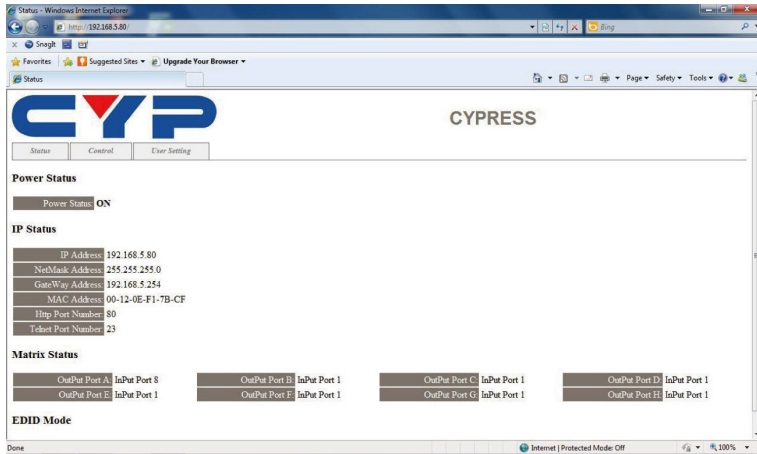 Status - Windows Internet Explorer
http://192.168.5.80/
Bing
x SnagIt
Favorites Suggested Sites Upgrade Your Browser
Status Page Safety Tools
CYP CYPRESS
Status Control User Setting
Power Status
Power Status: ON
IP Status
IP Address: 192.168.5.80
NetMask Address: 255.255.255.0
GateWay Address: 192.168.5.254
MAC Address: 00-12-0E-F1-7B-CF
Http Port Number: 80
Telnet Port Number: 23
Matrix Status
OutPut Port A: InPut Port 8 OutPut Port B: InPut Port 1 OutPut Port C: InPut Port 1 OutPut Port D: InPut Port 1
OutPut Port E: InPut Port 1 OutPut Port F: InPut Port 1 OutPut Port G: InPut Port 1 OutPut Port H: InPut Port 1
EDID Mode
Done Internet | Protected Mode: Off 100%